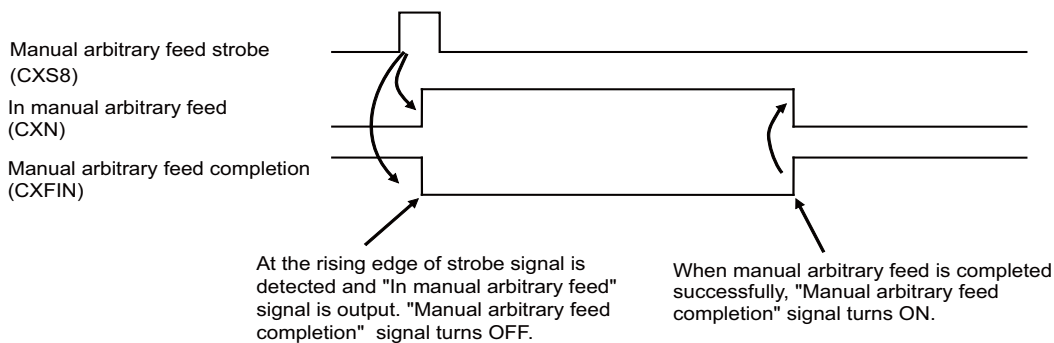 Manual arbitrary feed strobe
(CXS8)
In manual arbitrary feed
(CXN)
Manual arbitrary feed completion
(CXFIN)
At the rising edge of strobe signal is
detected and "In manual arbitrary feed"
signal is output. "Manual arbitrary feed
completion" signal turns OFF.
When manual arbitrary feed is completed
successfully, "Manual arbitrary feed
completion" signal turns ON.